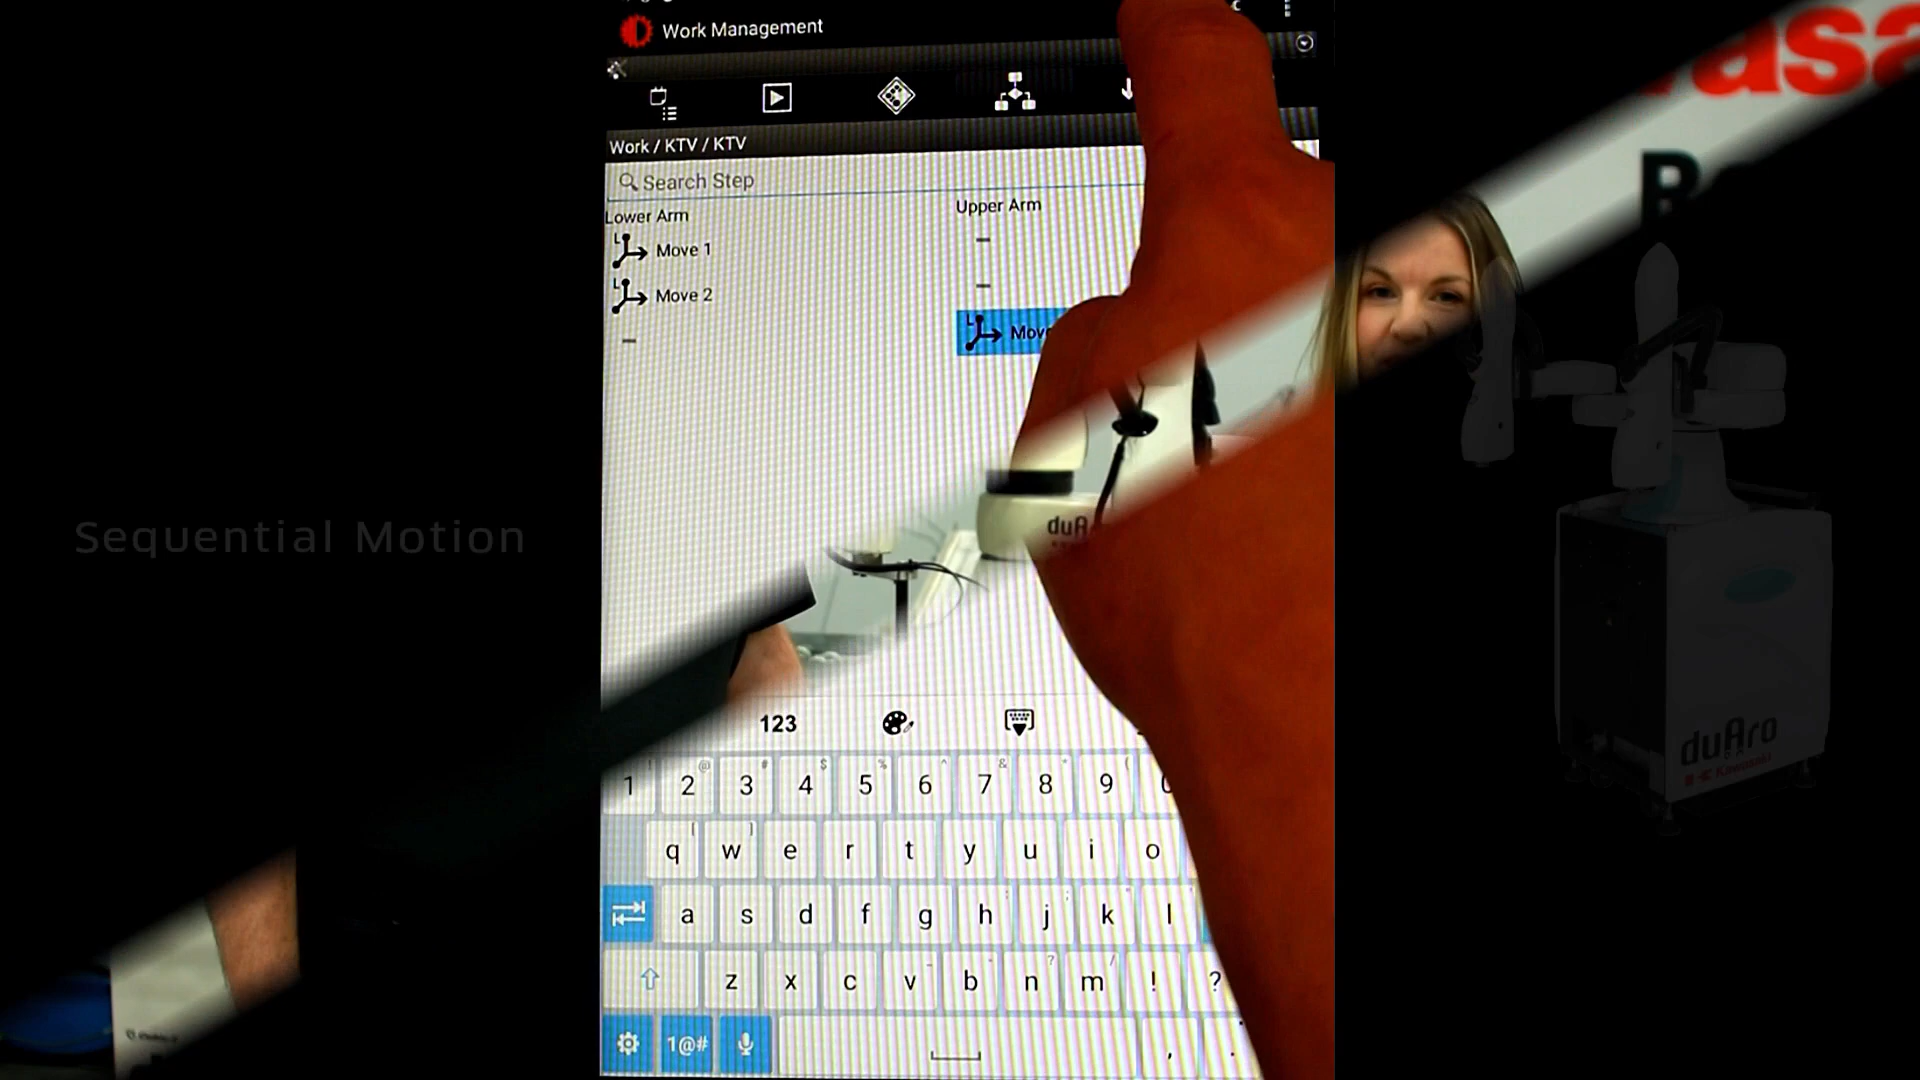 Work Management
Work / KTV / KTV
Search Step
Lower Arm
Upper Arm
Move 1
Move 2
Sequential Motion
duAro
Kawasaki
123
1 2 3 4 5 6 7 8 9
q w e r t y u i o
a s d f g h j k l
z x c v b n m ! ?
1@# , .